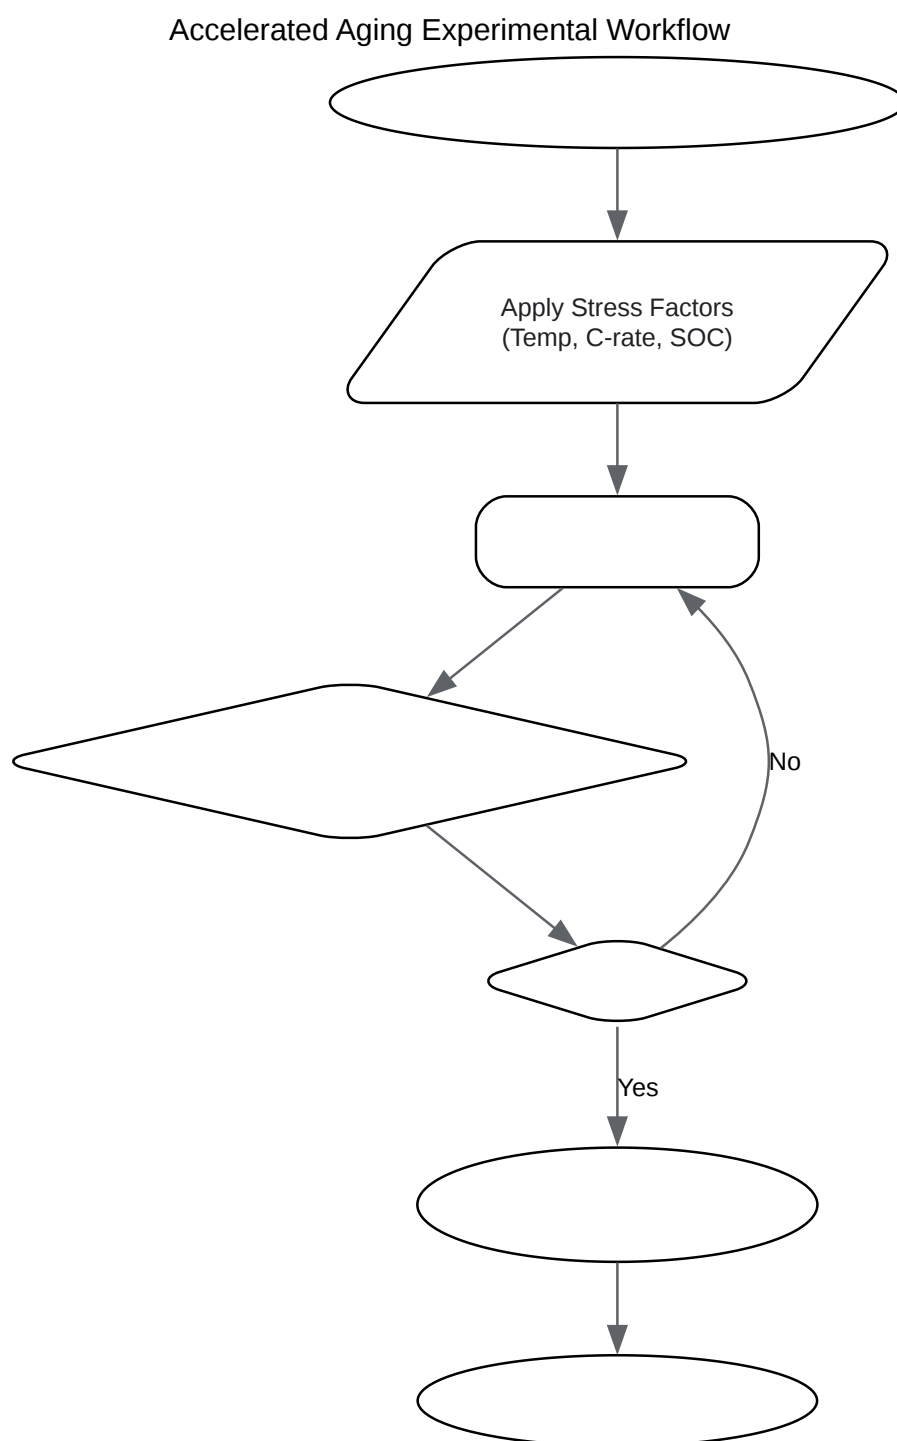 Accelerated Aging Experimental Workflow
Apply Stress Factors
(Temp, C-rate, SOC)
No
Yes